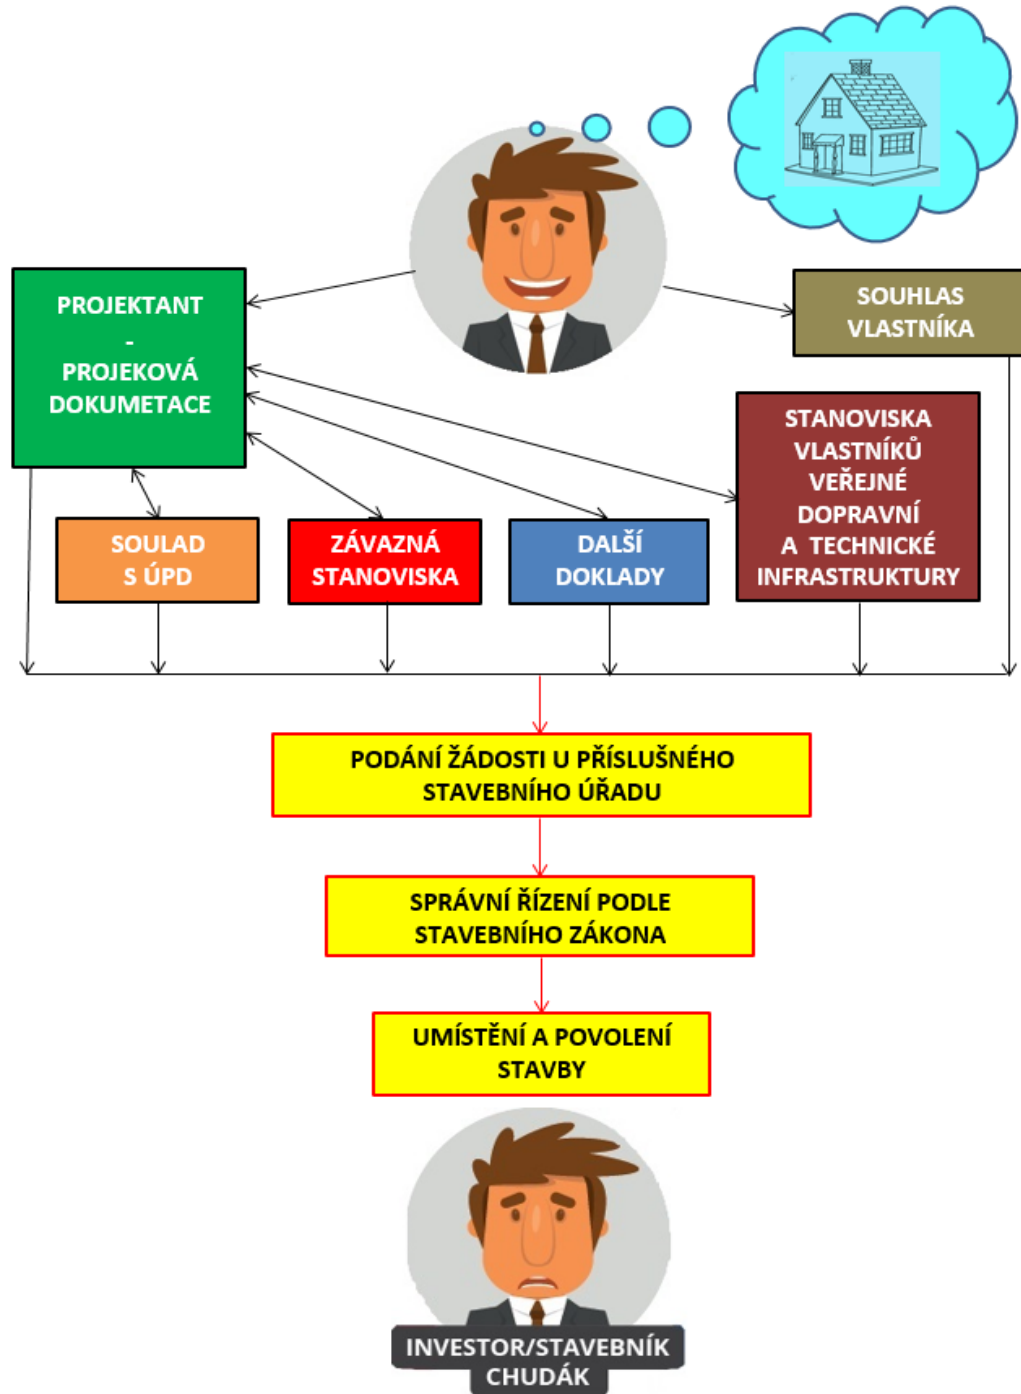 PROJEKTANT
-
PROJEKOVÁ
DOKUMETACE
SOUHLAS
VLASTNÍKA
STANOVISKA
VLASTNÍKŮ
VEŘEJNÉ
DOPRAVNÍ
A TECHNICKÉ
INFRASTRUKTURY
SOULAD
S ÚPD
ZÁVAZNÁ
STANOVISKA
DALŠÍ
DOKLADY
PODÁNÍ ŽÁDOSTI U PŘÍSLUŠNÉHO
STAVEBNÍHO ÚŘADU
SPRÁVNÍ ŘÍZENÍ PODLE
STAVEBNÍHO ZÁKONA
UMÍSTĚNÍ A POVOLENÍ
STAVBY
INVESTOR/STAVEBNÍK
CHUDÁK